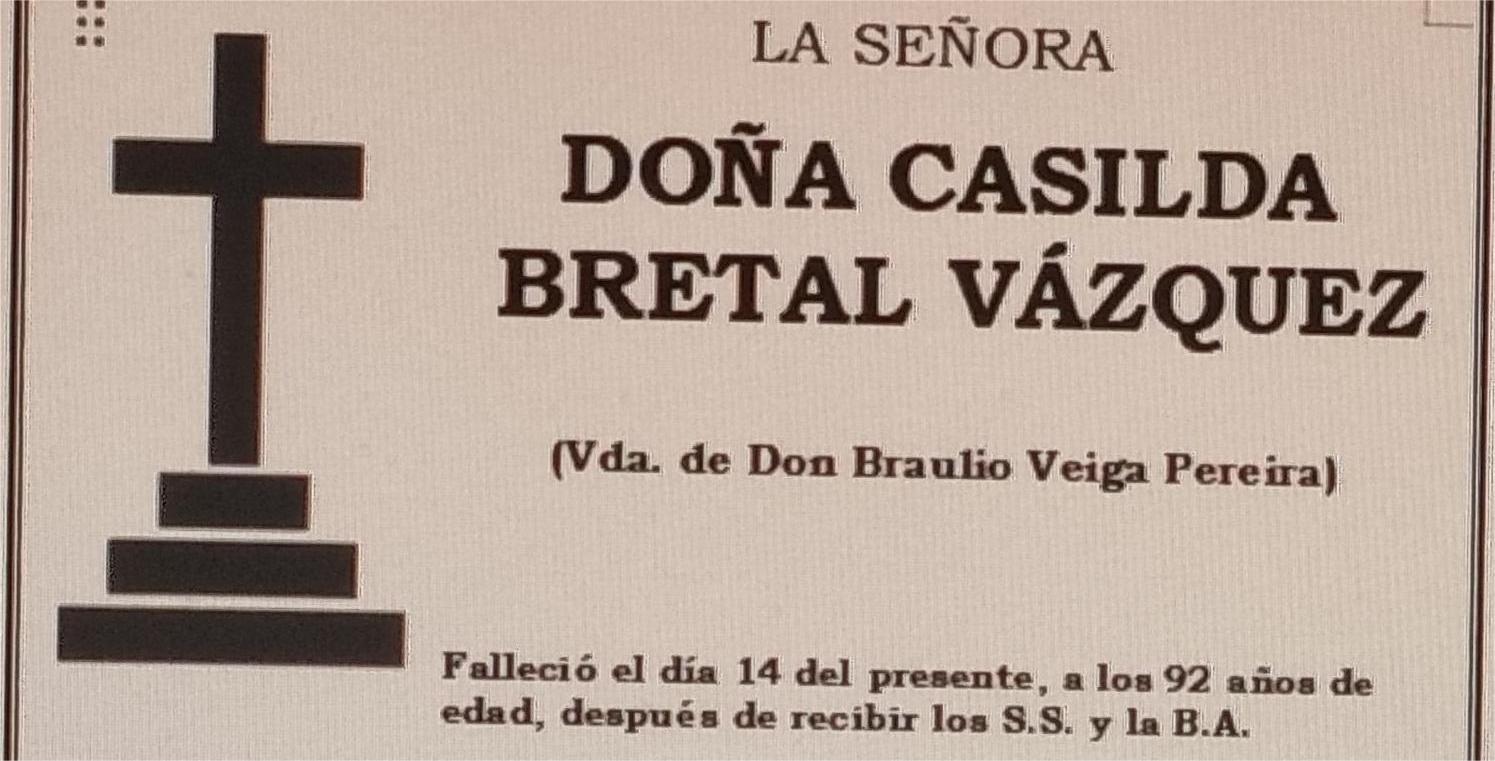 LA SEÑORA
DOÑA CASILDA
BRETAL VÁZQUEZ
(Vda. de Don Braulio Veiga Pereira)
Falleció el día 14 del presente, a los 92 años de
edad, después de recibir los S.S. y la B.A.